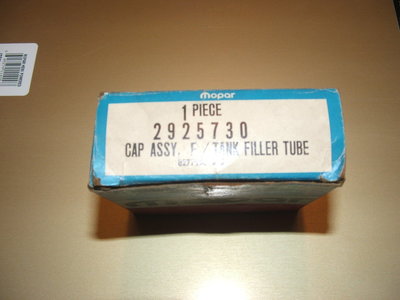 mopar
1 PIECE
2925730
CAP ASSY. F/TANK FILLER TUBE